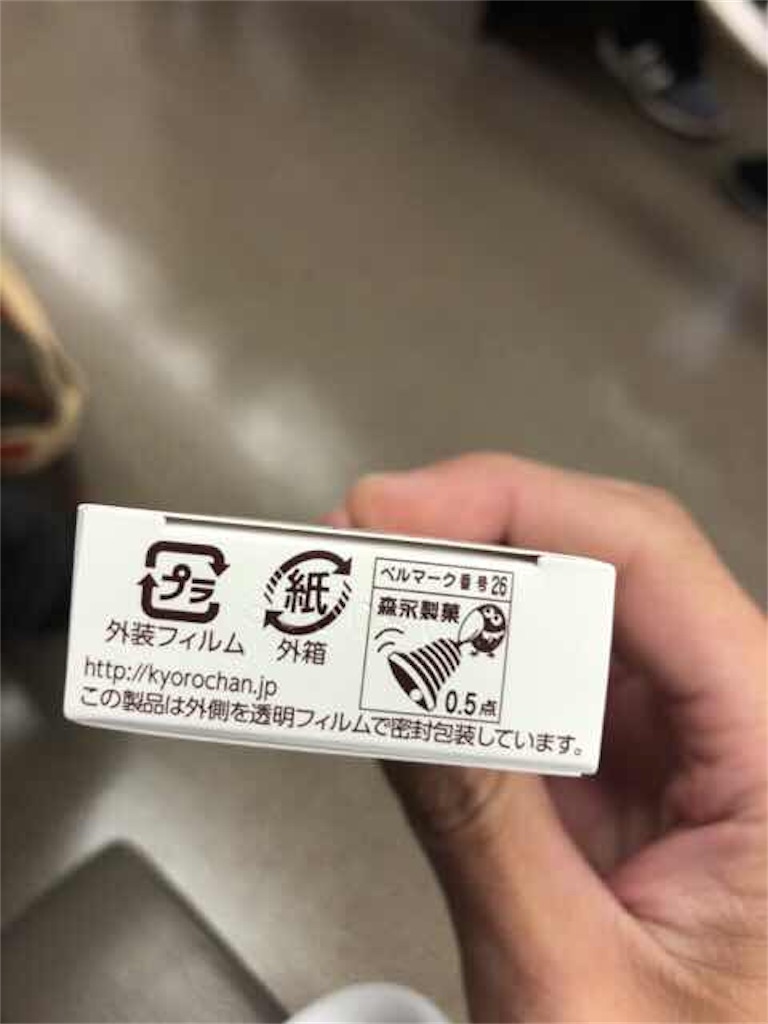 プラ
外装フィルム
紙
外箱
ベルマーク番号26
森永製菓
0.5点
http://kyorochan.jp
この製品は外側を透明フィルムで密封包装しています。